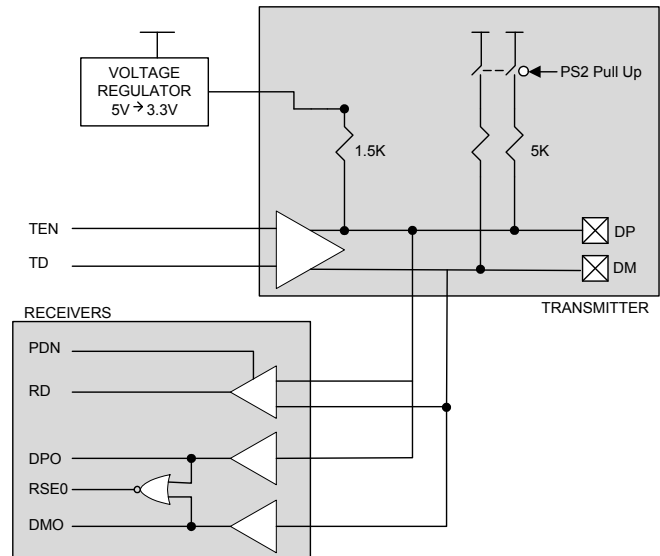 VOLTAGE
REGULATOR
5V → 3.3V
PS2 Pull Up
1.5K
5K
TEN
TD
DP
DM
TRANSMITTER
RECEIVERS
PDN
RD
DPO
RSE0
DMO